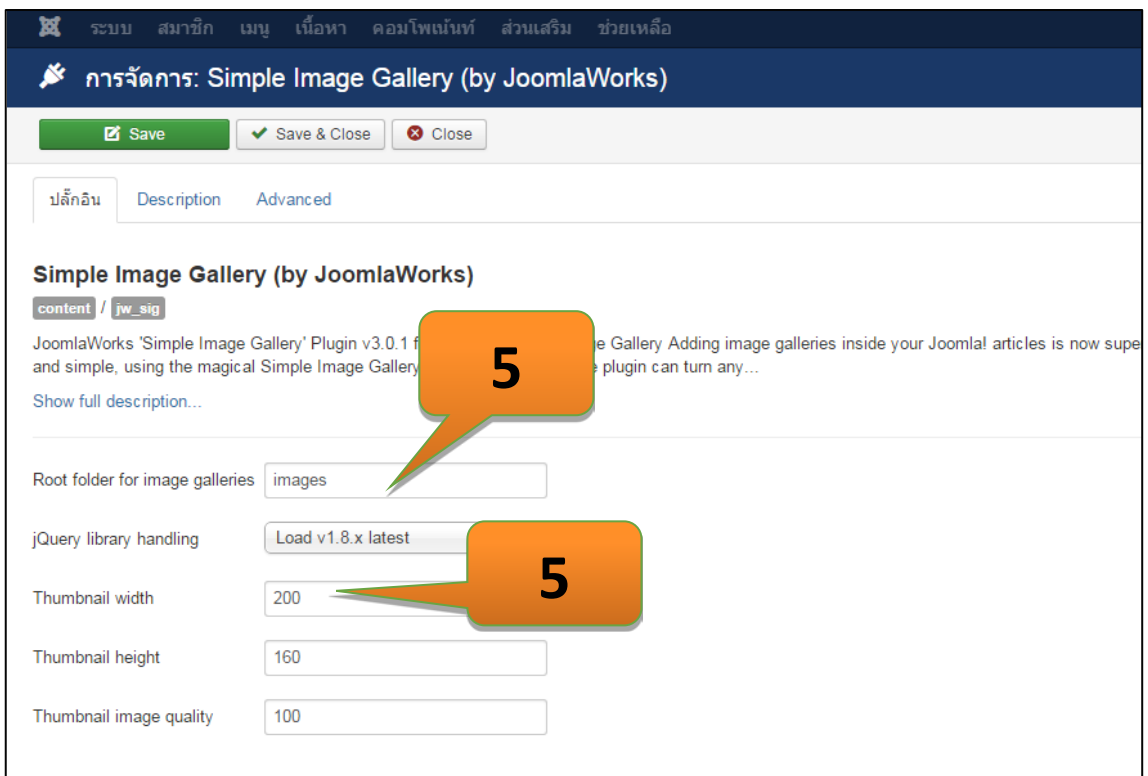 ระบบ สมาชิก เมนู เนื้อหา คอมโพเน้นท์ ส่วนเสริม ช่วยเหลือ
การจัดการ: Simple Image Gallery (by JoomlaWorks)
Save Save & Close Close
ปลั๊กอิน Description Advanced
Simple Image Gallery (by JoomlaWorks)
content / jw_sig
JoomlaWorks 'Simple Image Gallery' Plugin v3.0.1 Gallery Adding image galleries inside your Joomla! articles is now
and simple, using the magical Simple Image Gallery plugin can turn any...
Show full description...
5
Root folder for image galleries images
jQuery library handling Load v1.8.x latest
5
Thumbnail width 200
Thumbnail height 160
Thumbnail image quality 100